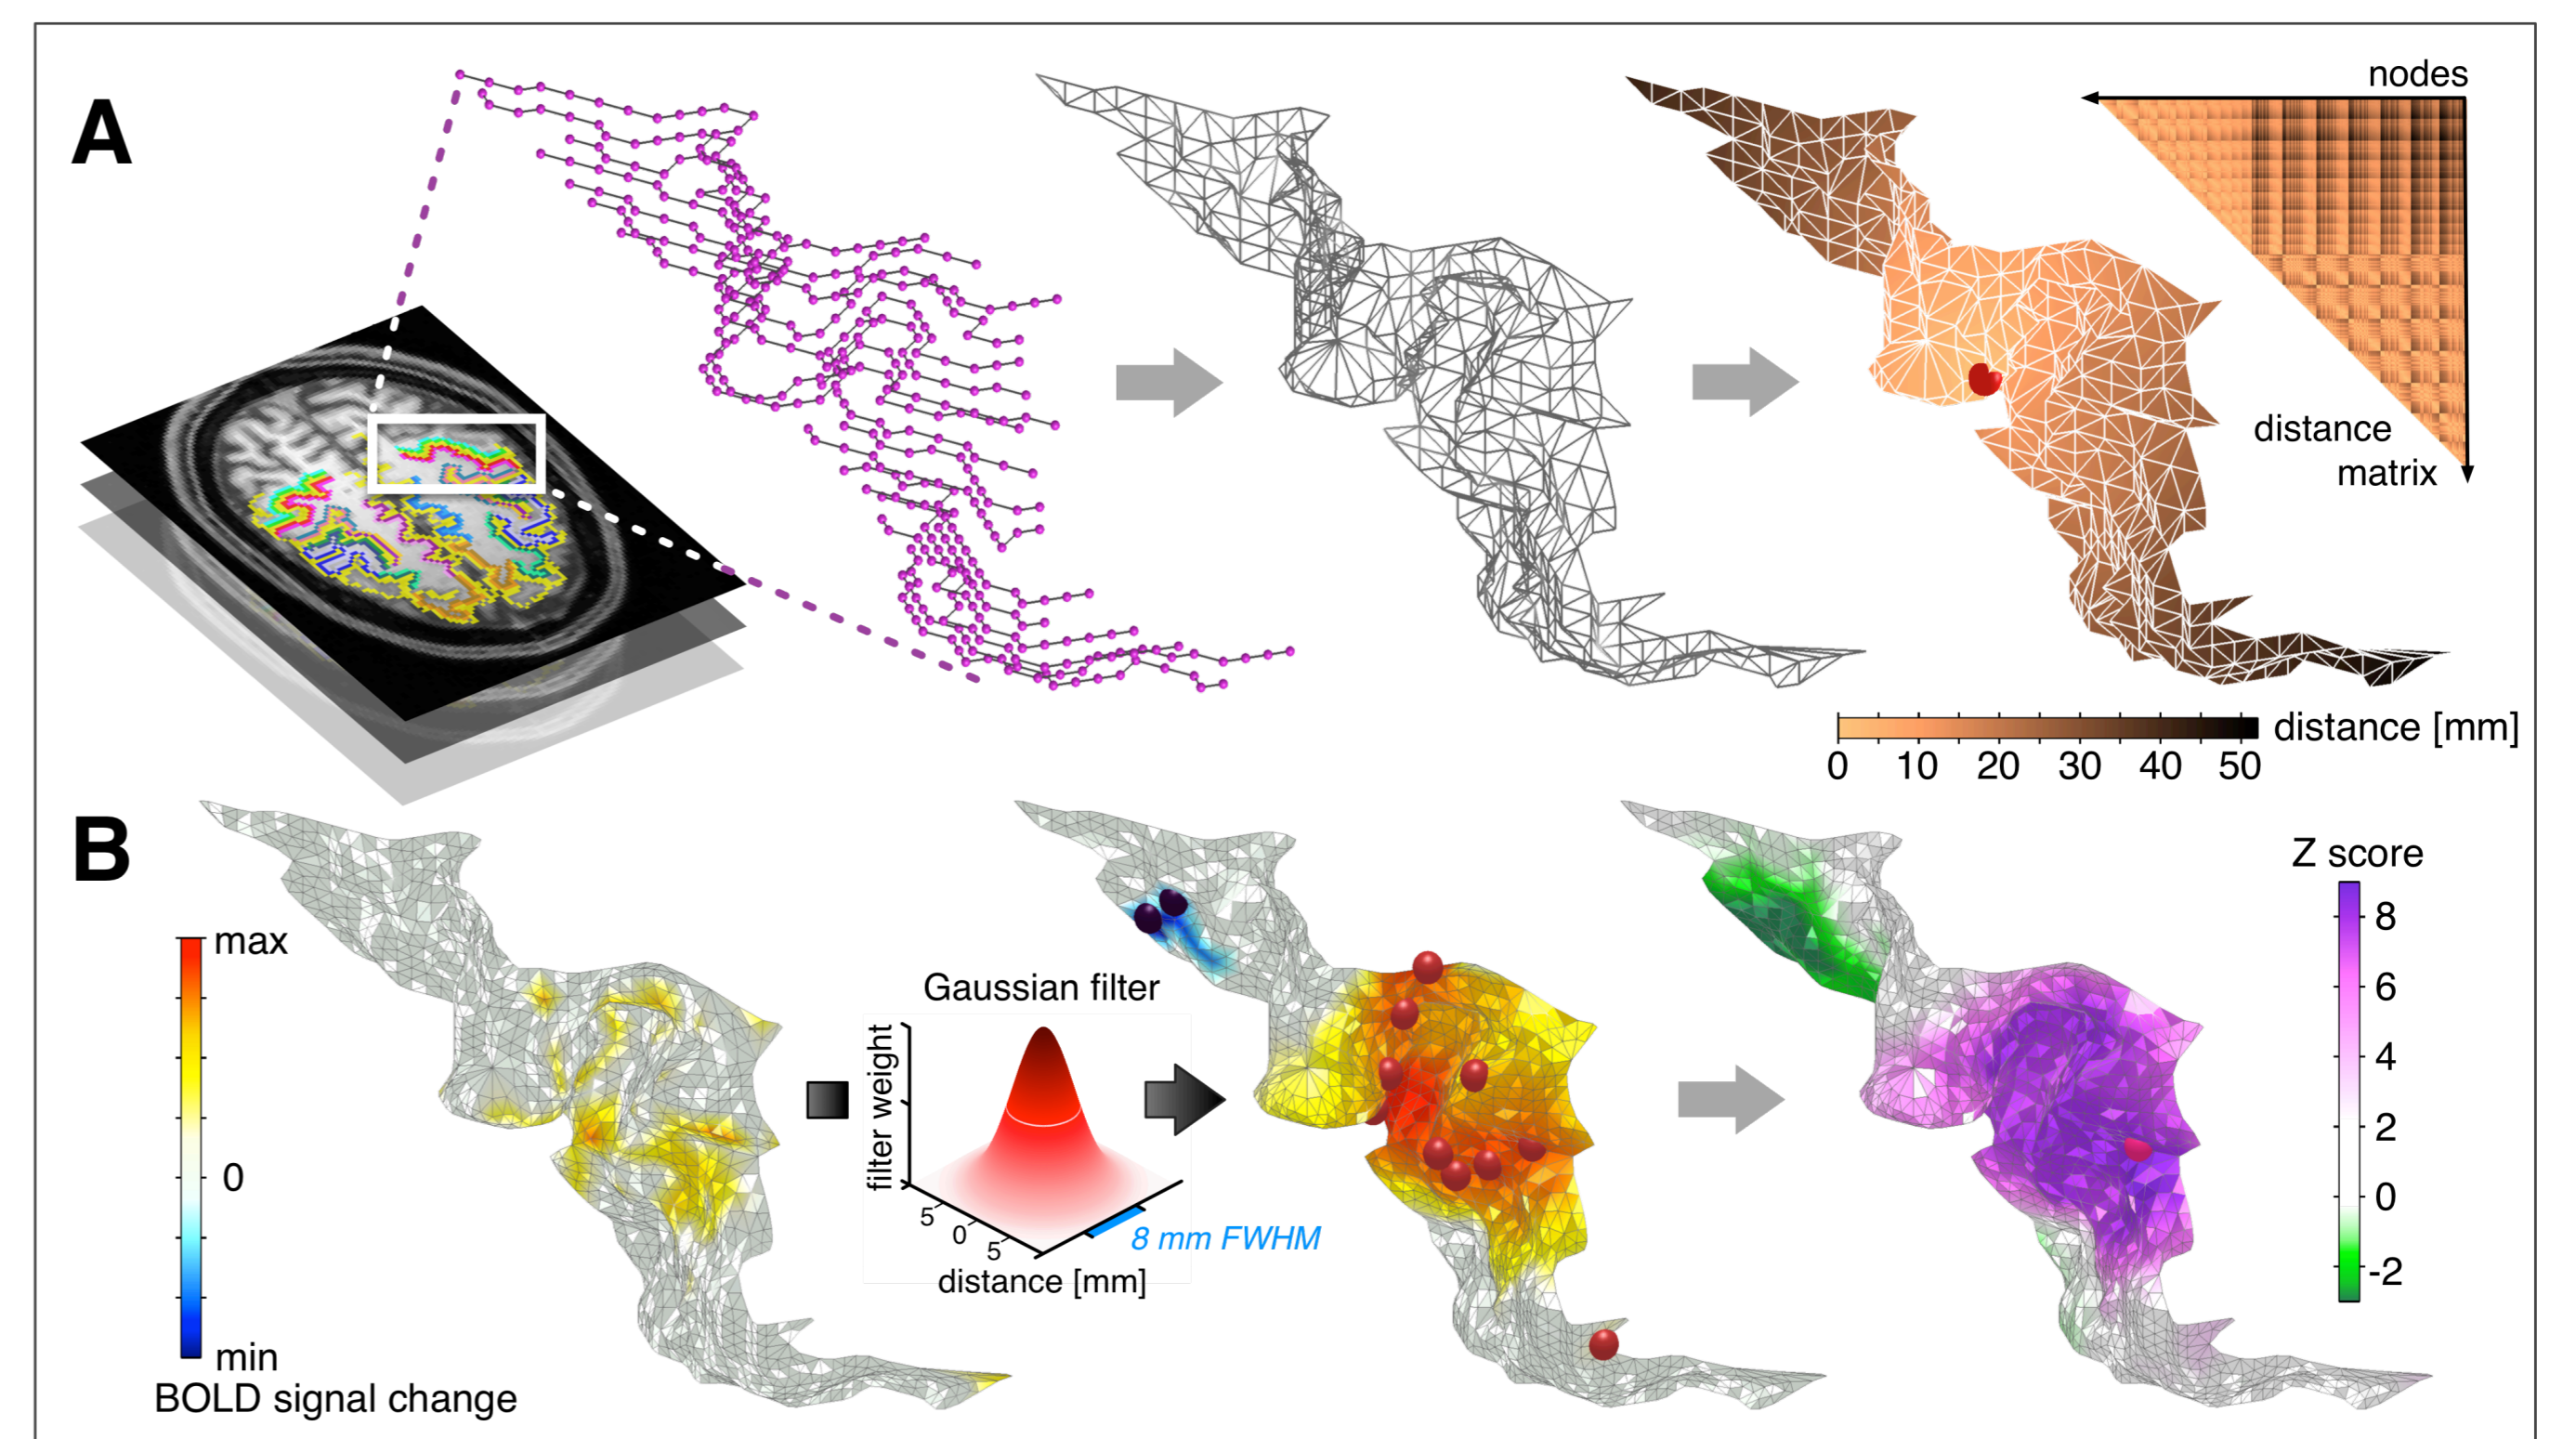 A
nodes
distance
matrix
0 10 20 30 40 50
distance [mm]
B
max
0
min
BOLD signal change
Gaussian filter
filter weight
5 0 5
distance [mm]
8 mm FWHM
Z score
8
6
4
2
0
-2